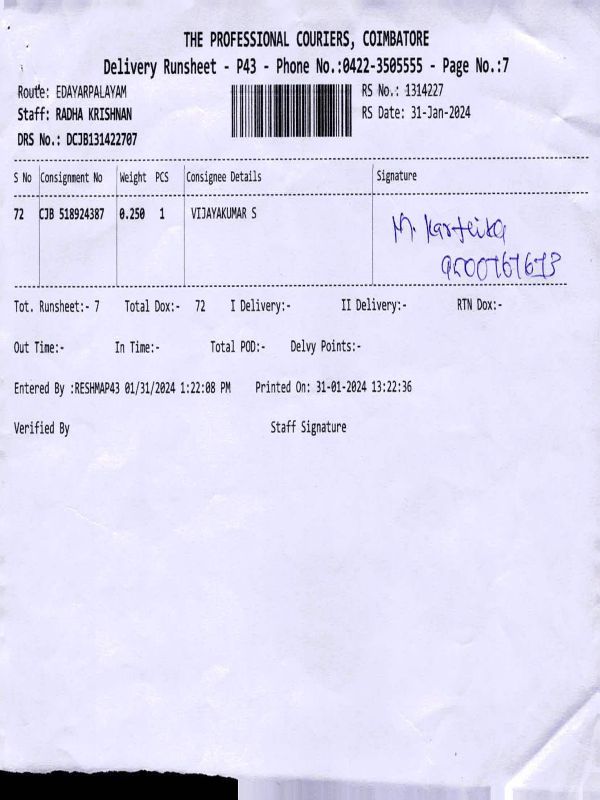 THE PROFESSIONAL COURIERS, COIMBATORE
Delivery Runsheet - P43 - Phone No.:0422-3505555 - Page No.:7
Route: EDAYARPALAYAM RS No.: 1314227
Staff: RADHA KRISHNAN RS Date: 31-Jan-2024
DRS No.: DCJB131422707
S No Consignment No Weight PCS Consignee Details Signature
72 CJB 518924387 0.250 1 VIJAYAKUMAR S
M. Karteika
9500767673
Tot. Runsheet:- 7 Total Dox:- 72 I Delivery:- II Delivery:- RTN Dox:-
Out Time:- In Time:- Total POD:- Delvy Points:-
Entered By :RESHMAP43 01/31/2024 1:22:08 PM Printed On: 31-01-2024 13:22:36
Verified By Staff Signature